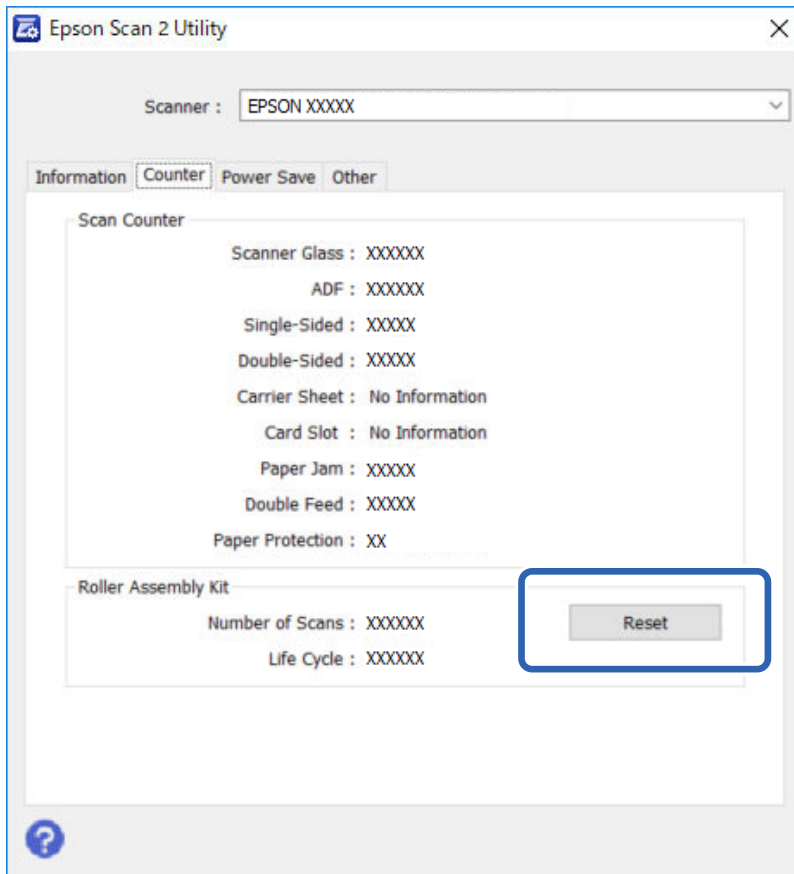 Epson Scan 2 Utility
Scanner : EPSON XXXXX
Information Counter Power Save Other
Scan Counter
Scanner Glass : XXXXXX
ADF : XXXXXX
Single-Sided : XXXXX
Double-Sided : XXXXX
Carrier Sheet : No Information
Card Slot : No Information
Paper Jam : XXXXX
Double Feed : XXXXX
Paper Protection : XX
Roller Assembly Kit
Number of Scans : XXXXXX Reset
Life Cycle : XXXXXX
?